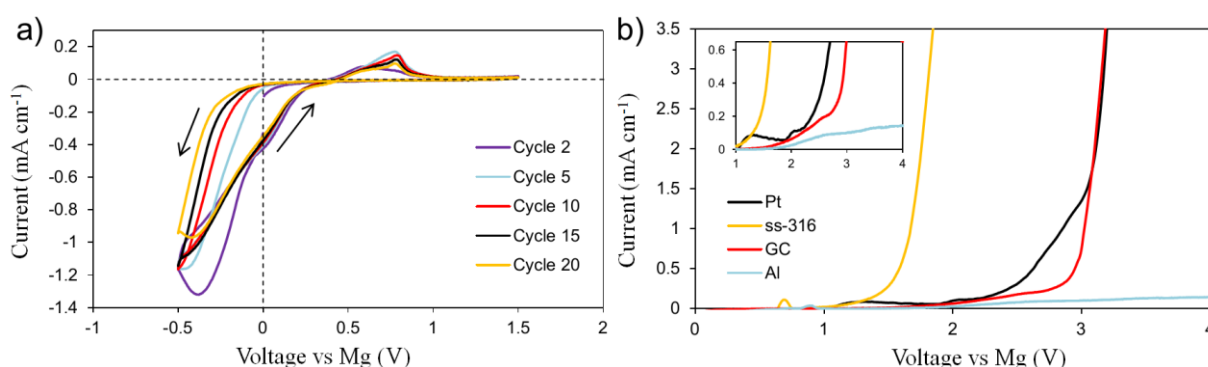 a)
Current (mA cm⁻¹)
0.2
0
-0.2
-0.4
-0.6
-0.8
-1
-1.2
-1.4
-1
-0.5
0
0.5
1
1.5
2
Voltage vs Mg (V)
Cycle 2
Cycle 5
Cycle 10
Cycle 15
Cycle 20
b)
Current (mA cm⁻¹)
3.5
3
2.5
2
1.5
1
0.5
0
1
2
3
4
Voltage vs Mg (V)
0.6
0.4
0.2
0
1
2
3
4
Pt
ss-316
GC
Al